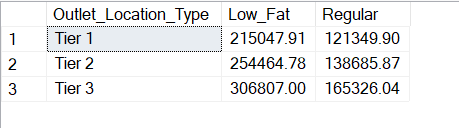 Outlet_Location_Type Low_Fat Regular
1 Tier 1 215047.91 121349.90
2 Tier 2 254464.78 138685.87
3 Tier 3 306807.00 165326.04